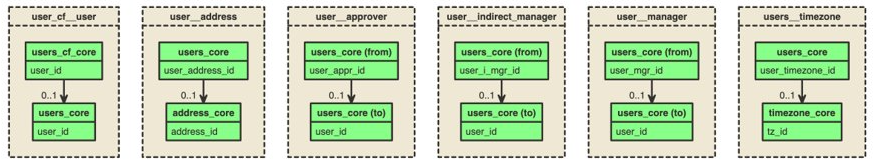 user_cf__user
users_cf_core
user_id
0..1
users_core
user_id
user__address
users_core
user_address_id
0..1
address_core
address_id
user__approver
users_core (from)
user_appr_id
0..1
users_core (to)
user_id
user__indirect_manager
users_core (from)
user_i_mgr_id
0..1
users_core (to)
user_id
user__manager
users_core (from)
user_mgr_id
0..1
users_core (to)
user_id
users__timezone
users_core
user_timezone_id
0..1
timezone_core
tz_id